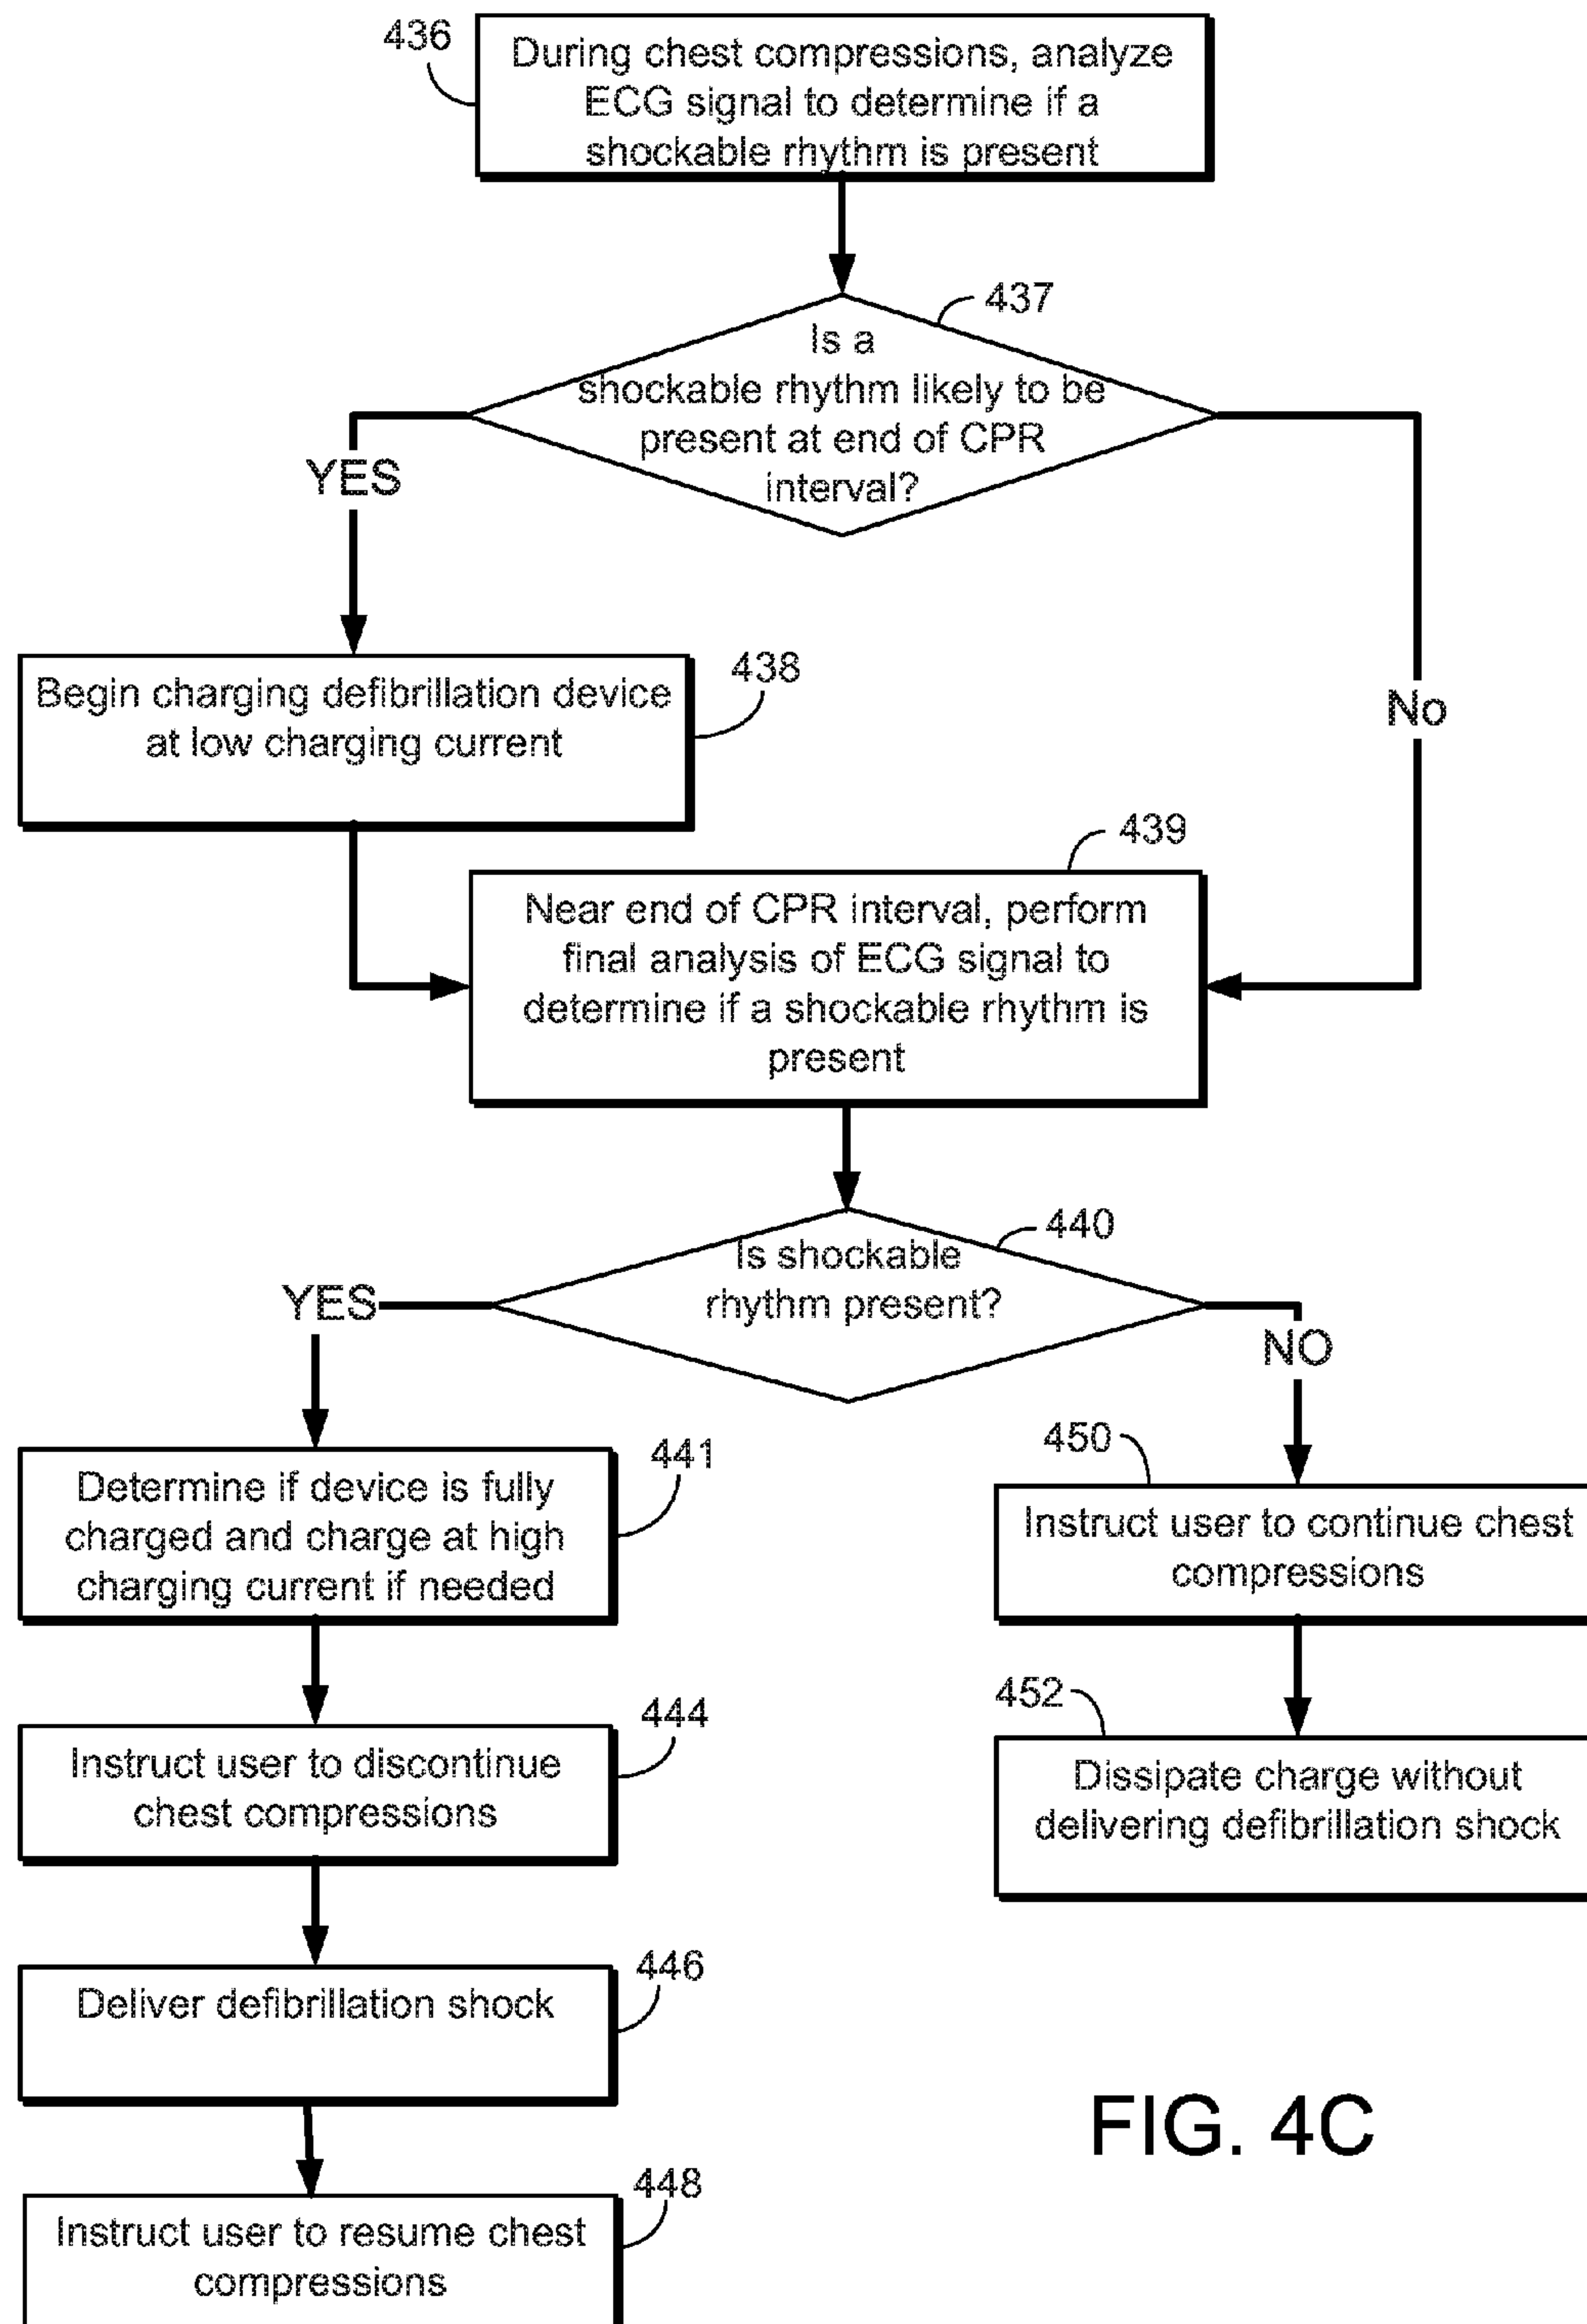 436
During chest compressions, analyze
ECG signal to determine if a
shockable rhythm is present
437
Is a
shockable rhythm likely to be
present at end of CPR
interval?
YES
No
438
Begin charging defibrillation device
at low charging current
439
Near end of CPR interval, perform
final analysis of ECG signal to
determine if a shockable rhythm is
present
440
Is shockable
rhythm present?
YES
NO
441
Determine if device is fully
charged and charge at high
charging current if needed
450
Instruct user to continue chest
compressions
444
Instruct user to discontinue
chest compressions
452
Dissipate charge without
delivering defibrillation shock
446
Deliver defibrillation shock
448
Instruct user to resume chest
compressions
FIG. 4C